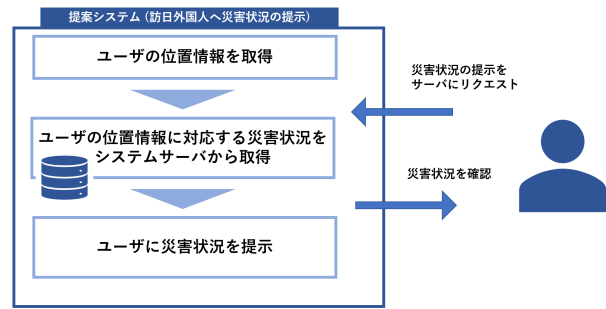 提案システム (訪日外国人へ災害状況の提示)
ユーザの位置情報を取得
ユーザの位置情報に対応する災害状況を
システムサーバから取得
ユーザに災害状況を提示
災害状況の提示を
サーバにリクエスト
災害状況を確認